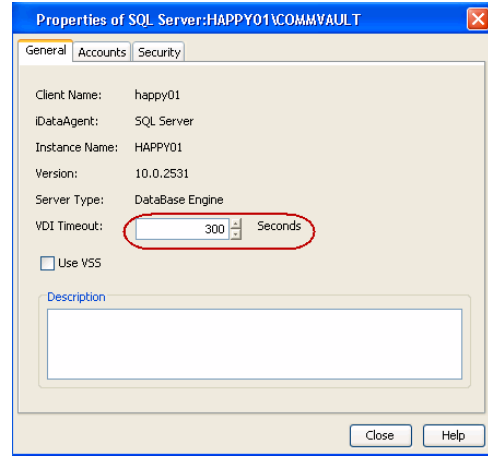 Properties of SQL Server:HAPPY01\COMMVAULT
General Accounts Security
Client Name: happy01
iDataAgent: SQL Server
Instance Name: HAPPY01
Version: 10.0.2531
Server Type: DataBase Engine
VDI Timeout: 300 Seconds
Use VSS
Description
Close Help